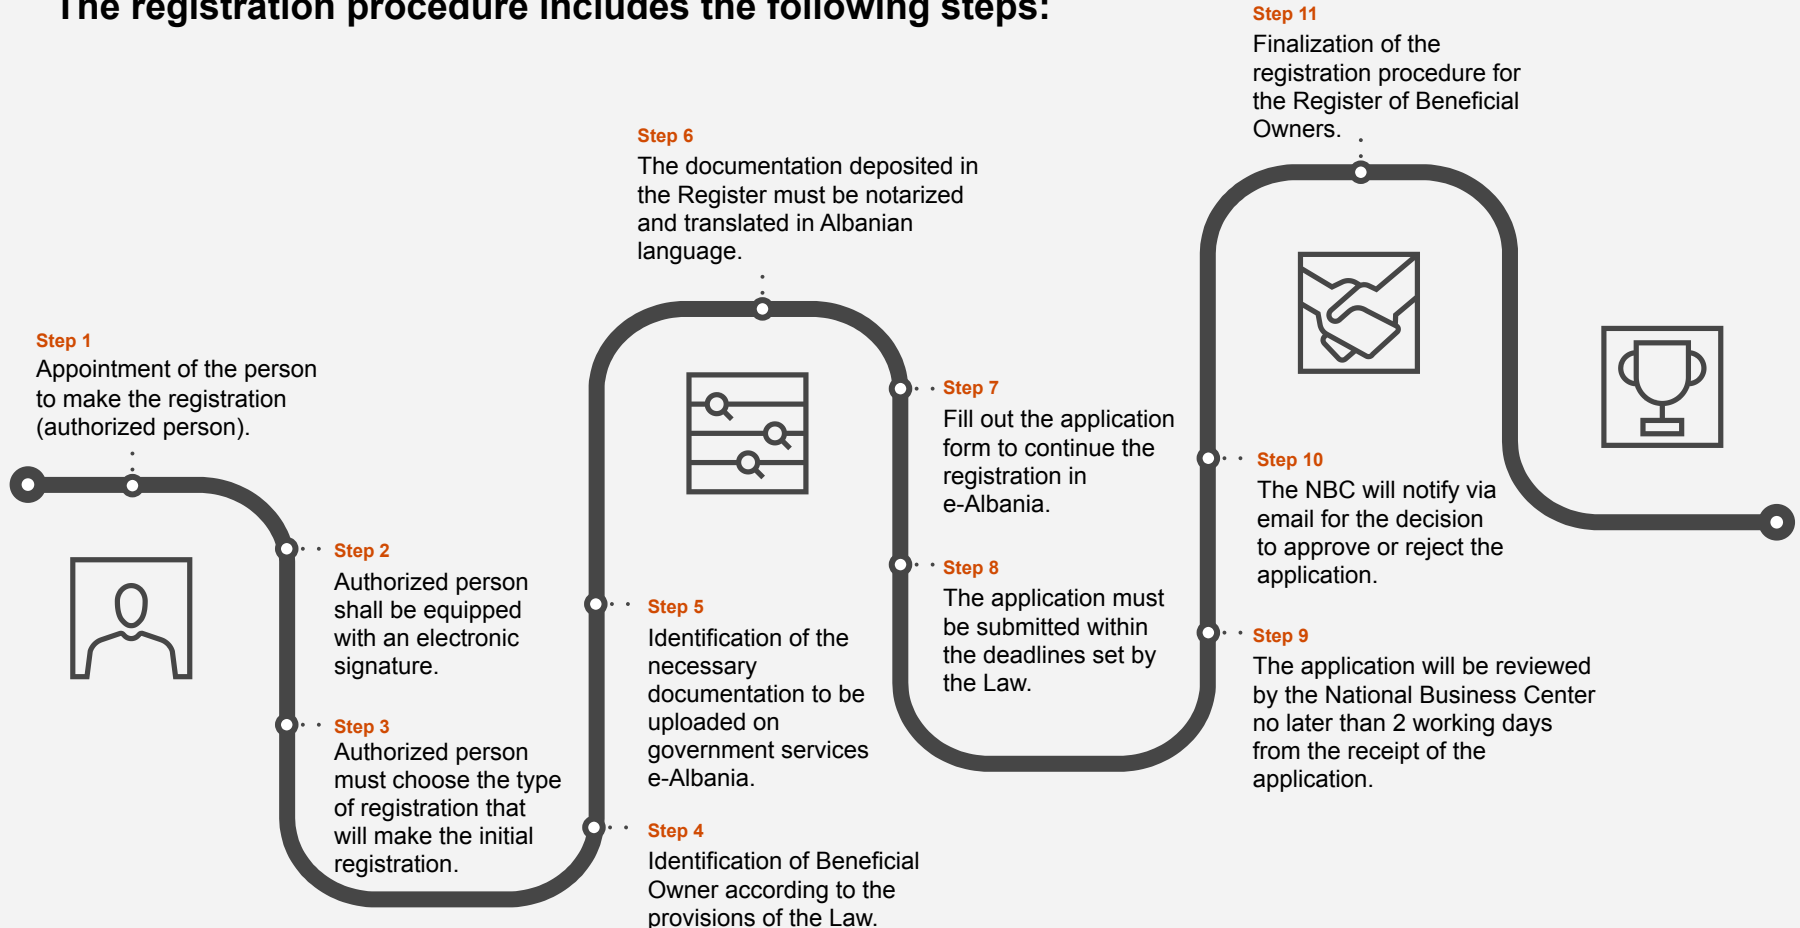 The registration procedure includes the following steps:
Step 1
Appointment of the person
to make the registration
(authorized person).
Step 2
Authorized person
shall be equipped
with an electronic
signature.
Step 3
Authorized person
must choose the type
of registration that
will make the initial
registration.
Step 4
Identification of Beneficial
Owner according to the
provisions of the Law.
Step 5
Identification of the
necessary
documentation to be
uploaded on
government services
e-Albania.
Step 6
The documentation deposited in
the Register must be notarized
and translated in Albanian
language.
Step 7
Fill out the application
form to continue the
registration in
e-Albania.
Step 8
The application must
be submitted within
the deadlines set by
the Law.
Step 9
The application will be reviewed
by the National Business Center
no later than 2 working days
from the receipt of the
application.
Step 10
The NBC will notify via
email for the decision
to approve or reject the
application.
Step 11
Finalization of the
registration procedure for
the Register of Beneficial
Owners.